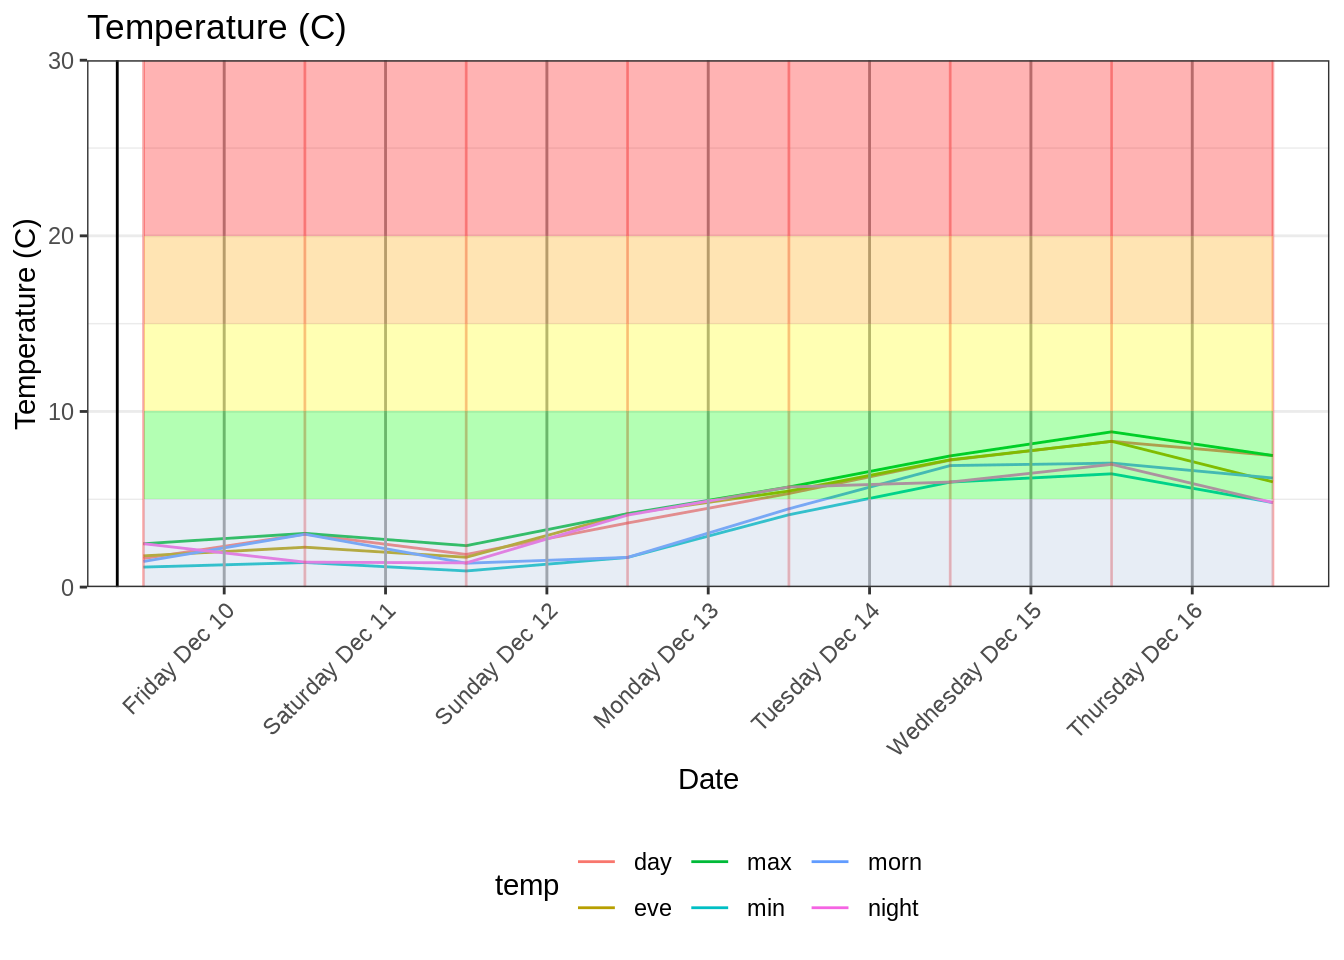 Temperature (C)
30
20
10
0
Temperature (C)
Friday Dec 10
Saturday Dec 11
Sunday Dec 12
Monday Dec 13
Tuesday Dec 14
Wednesday Dec 15
Thursday Dec 16
Date
temp
day
max
morn
eve
min
night